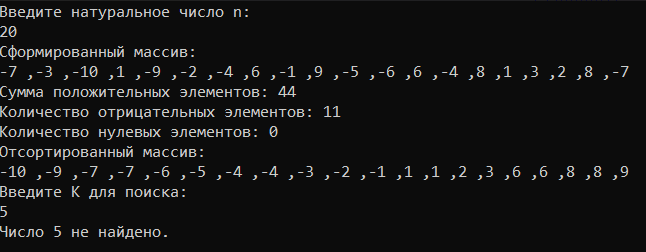 Введите натуральное число n:
20
Сформированный массив:
-7 ,-3 ,-10 ,1 ,-9 ,-2 ,-4 ,6 ,-1 ,9 ,-5 ,-6 ,6 ,-4 ,8 ,1 ,3 ,2 ,8 ,-7
Сумма положительных элементов: 44
Количество отрицательных элементов: 11
Количество нулевых элементов: 0
Отсортированный массив:
-10 ,-9 ,-7 ,-7 ,-6 ,-5 ,-4 ,-4 ,-3 ,-2 ,-1 ,1 ,1 ,2 ,3 ,6 ,6 ,8 ,8 ,9
Введите K для поиска:
5
Число 5 не найдено.